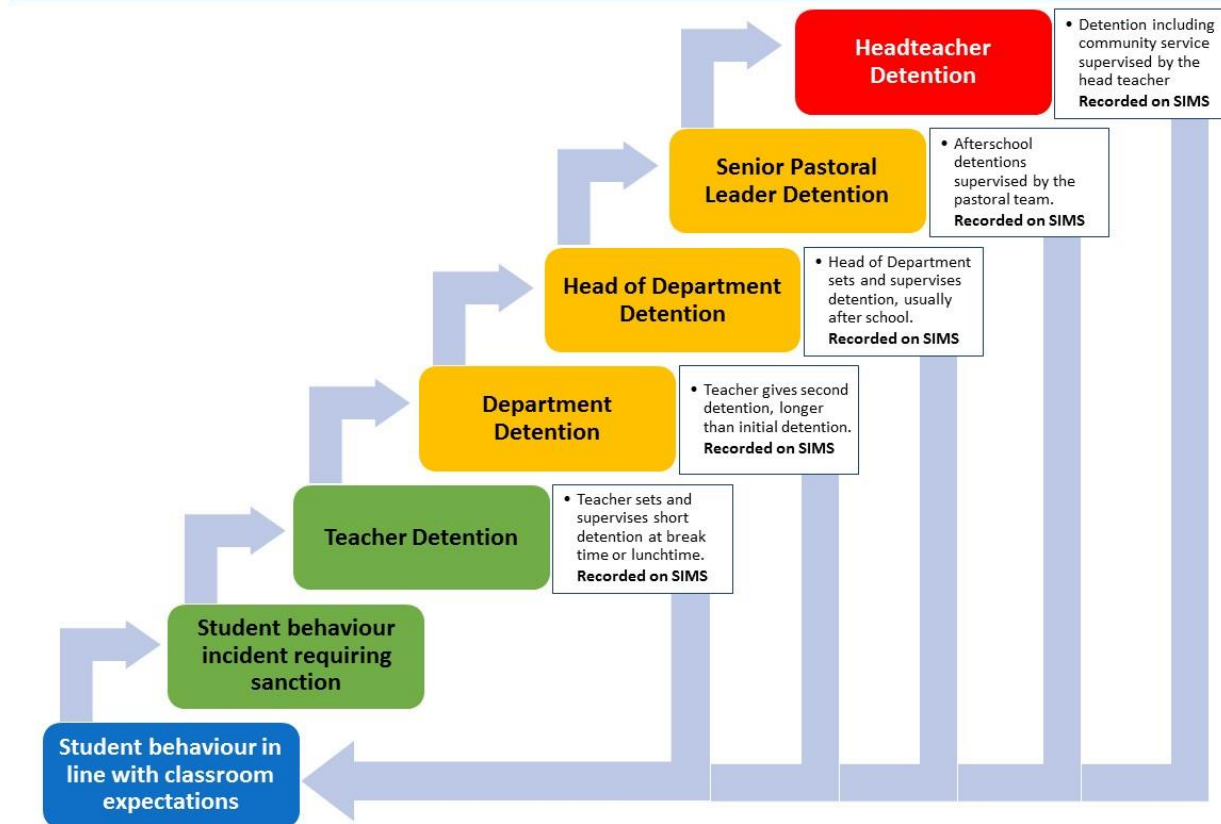 Headteacher
Detention
• Detention including
community service
supervised by the
head teacher
Recorded on SIMS
Senior Pastoral
Leader Detention
• Afterschool
detentions
supervised by the
pastoral team.
Recorded on SIMS
Head of Department
Detention
• Head of Department
sets and supervises
detention, usually
after school.
Recorded on SIMS
Department
Detention
• Teacher gives second
detention, longer
than initial detention.
Recorded on SIMS
Teacher Detention
• Teacher sets and
supervises short
detention at break
time or lunchtime.
Recorded on SIMS
Student behaviour
incident requiring
sanction
Student behaviour in
line with classroom
expectations